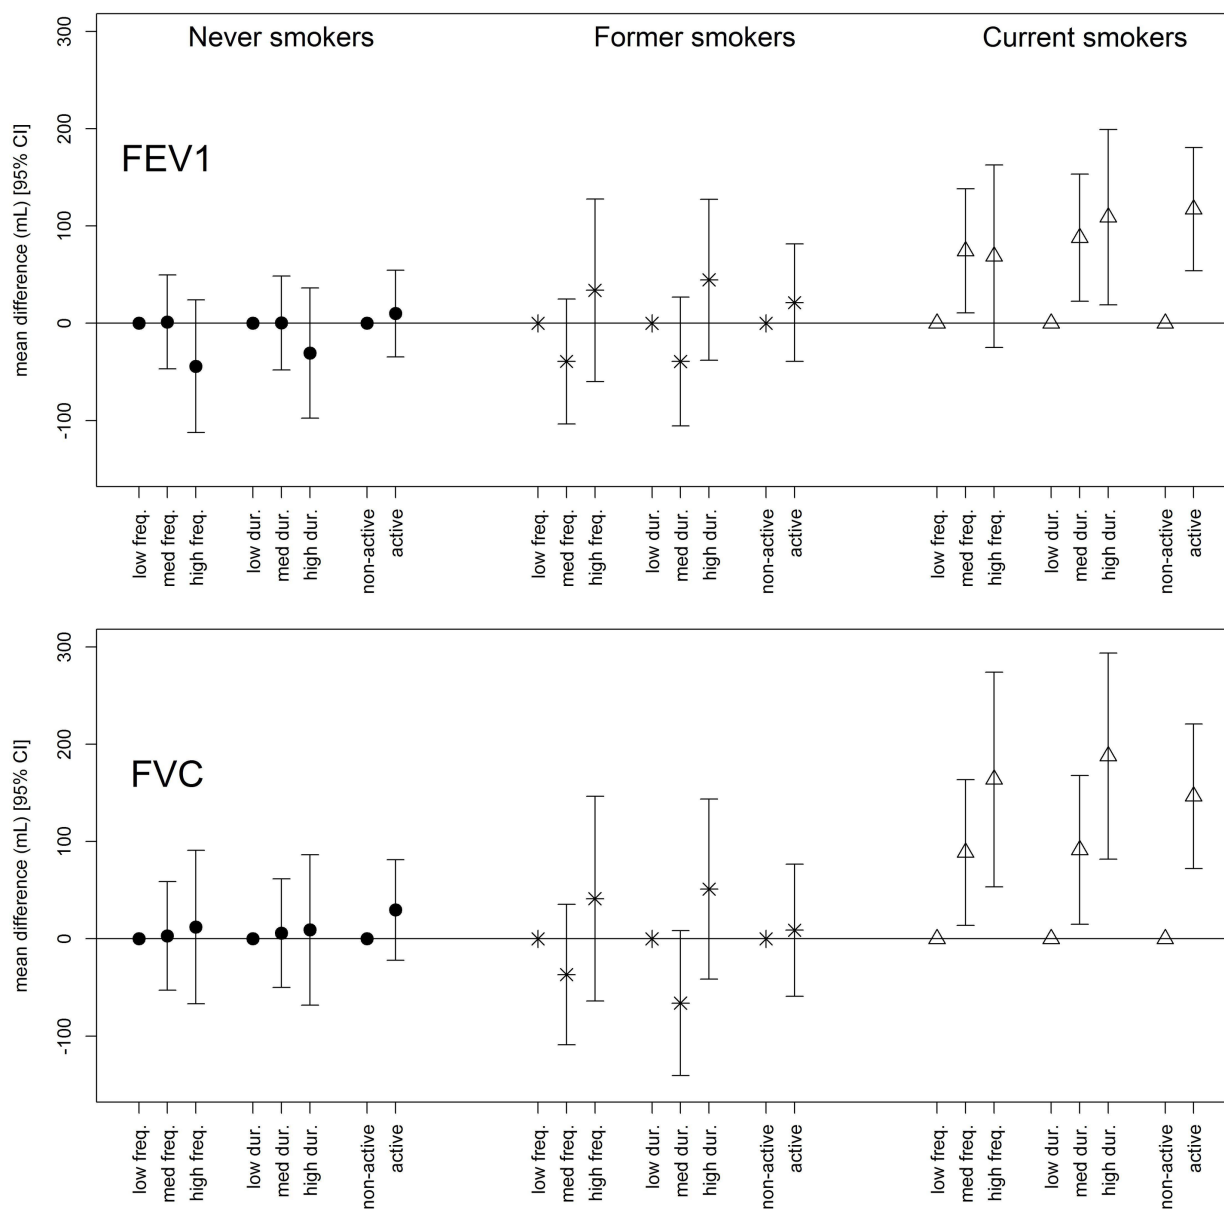 Never smokers Former smokers Current smokers
FEV1
mean difference (mL) [95% CI]
300
200
100
0
-100
low freq. med freq. high freq. low dur. med dur. high dur. non-active active low freq. med freq. high freq. low dur. med dur. high dur. non-active active low freq. med freq. high freq. low dur. med dur. high dur. non-active active
FVC
mean difference (mL) [95% CI]
300
200
100
0
-100
low freq. med freq. high freq. low dur. med dur. high dur. non-active active low freq. med freq. high freq. low dur. med dur. high dur. non-active active low freq. med freq. high freq. low dur. med dur. high dur. non-active active